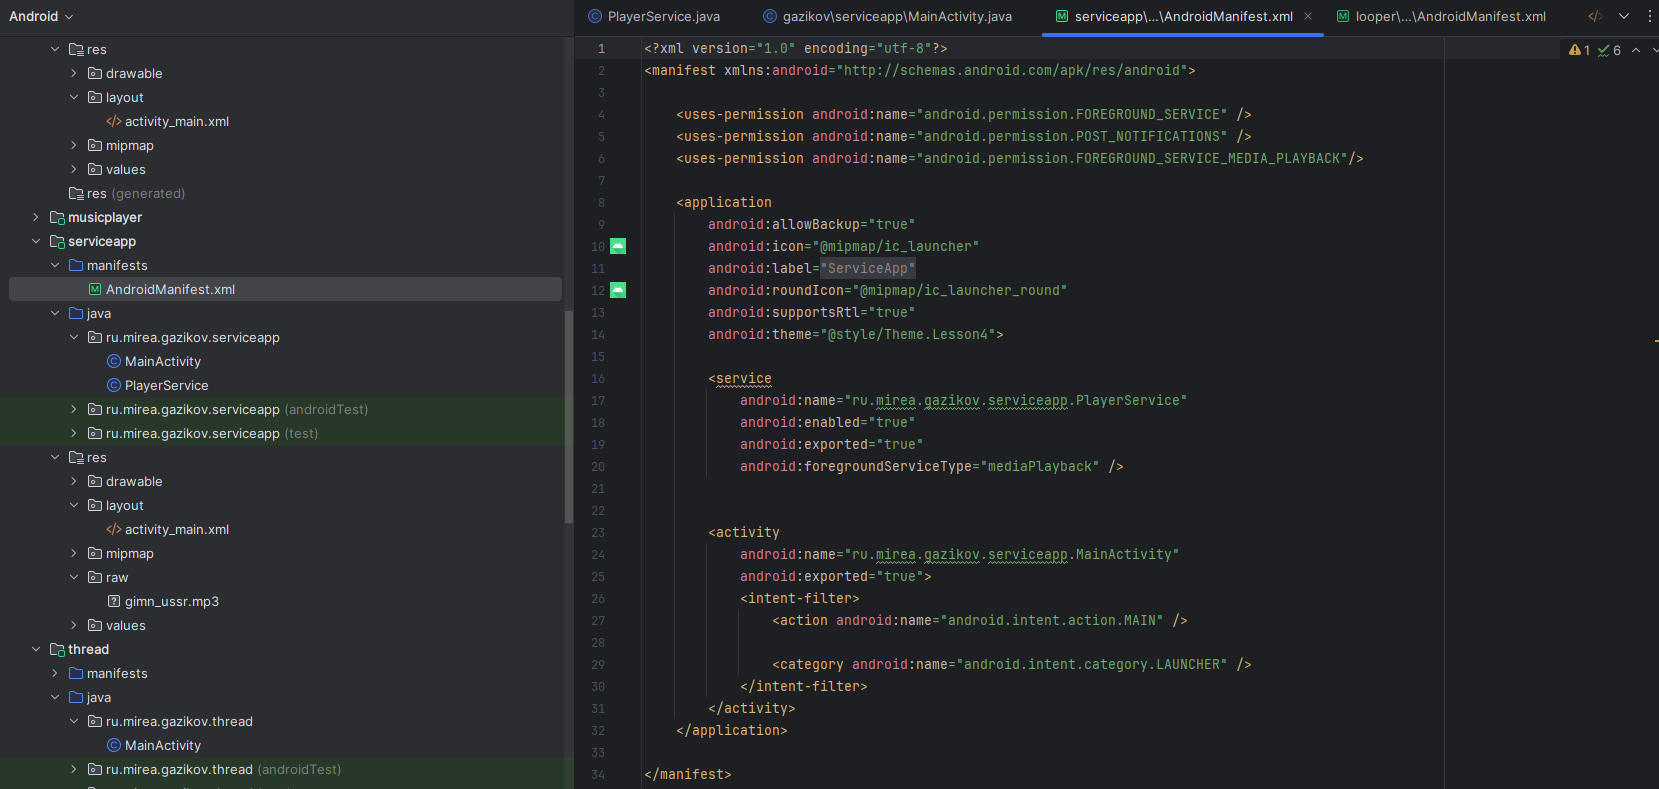 Android
res
drawable
layout
activity_main.xml
mipmap
values
res (generated)
musicplayer
serviceapp
manifests
AndroidManifest.xml
java
ru.mirea.gazikov.serviceapp
MainActivity
PlayerService
ru.mirea.gazikov.serviceapp (androidTest)
ru.mirea.gazikov.serviceapp (test)
res
drawable
layout
activity_main.xml
mipmap
raw
gimn_ussr.mp3
values
thread
manifests
java
ru.mirea.gazikov.thread
MainActivity
ru.mirea.gazikov.thread (androidTest)
PlayerService.java
gazikov\serviceapp\MainActivity.java
serviceapp\...\AndroidManifest.xml
looper\...\AndroidManifest.xml
1 6
1 <?xml version="1.0" encoding="utf-8"?>
2 <manifest xmlns:android="http://schemas.android.com/apk/res/android">
3
4 <uses-permission android:name="android.permission.FOREGROUND_SERVICE" />
5 <uses-permission android:name="android.permission.POST_NOTIFICATIONS" />
6 <uses-permission android:name="android.permission.FOREGROUND_SERVICE_MEDIA_PLAYBACK"/>
7
8 <application
9 android:allowBackup="true"
10 android:icon="@mipmap/ic_launcher"
11 android:label="ServiceApp"
12 android:roundIcon="@mipmap/ic_launcher_round"
13 android:supportsRtl="true"
14 android:theme="@style/Theme.Lesson4">
15
16 <service
17 android:name="ru.mirea.gazikov.serviceapp.PlayerService"
18 android:enabled="true"
19 android:exported="true"
20 android:foregroundServiceType="mediaPlayback" />
21
22
23 <activity
24 android:name="ru.mirea.gazikov.serviceapp.MainActivity"
25 android:exported="true">
26 <intent-filter>
27 <action android:name="android.intent.action.MAIN" />
28
29 <category android:name="android.intent.category.LAUNCHER" />
30 </intent-filter>
31 </activity>
32 </application>
33
34 </manifest>